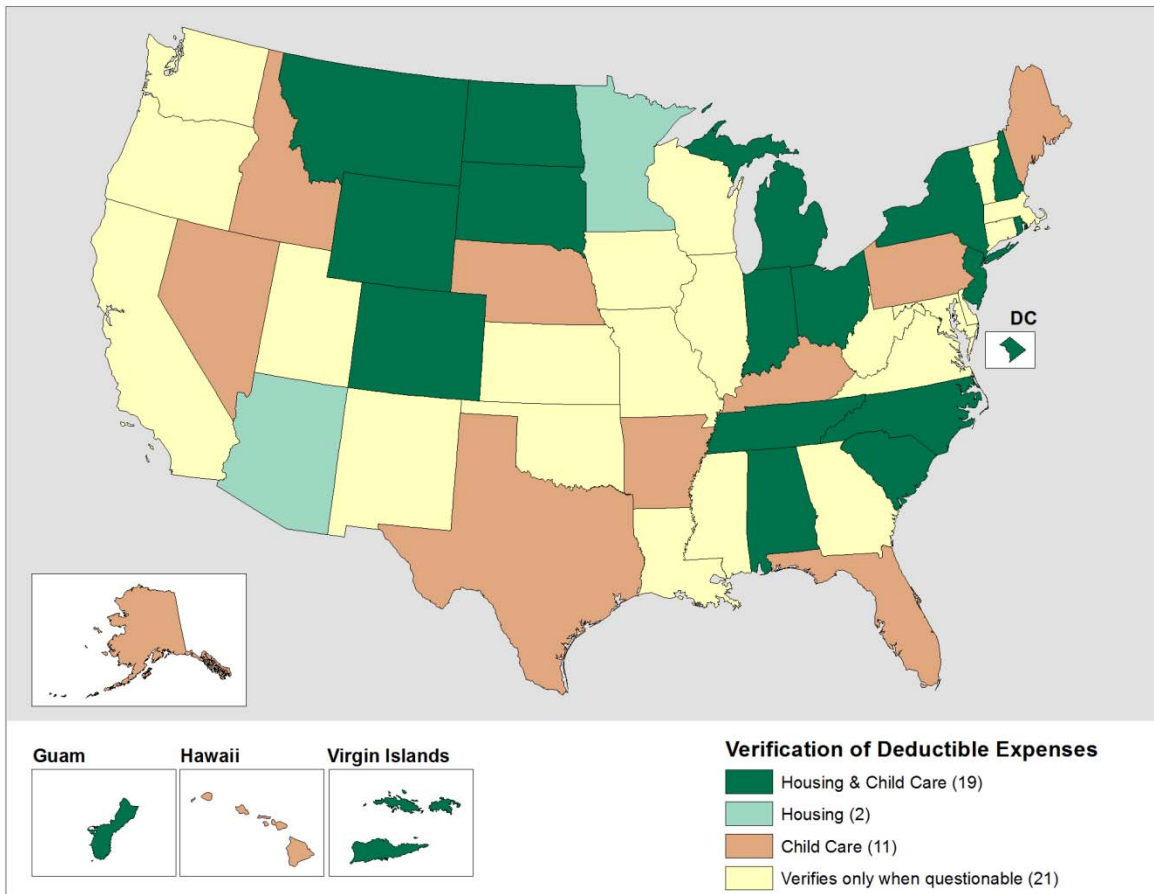 DC
Guam
Hawaii
Virgin Islands
Verification of Deductible Expenses
Housing & Child Care (19)
Housing (2)
Child Care (11)
Verifies only when questionable (21)